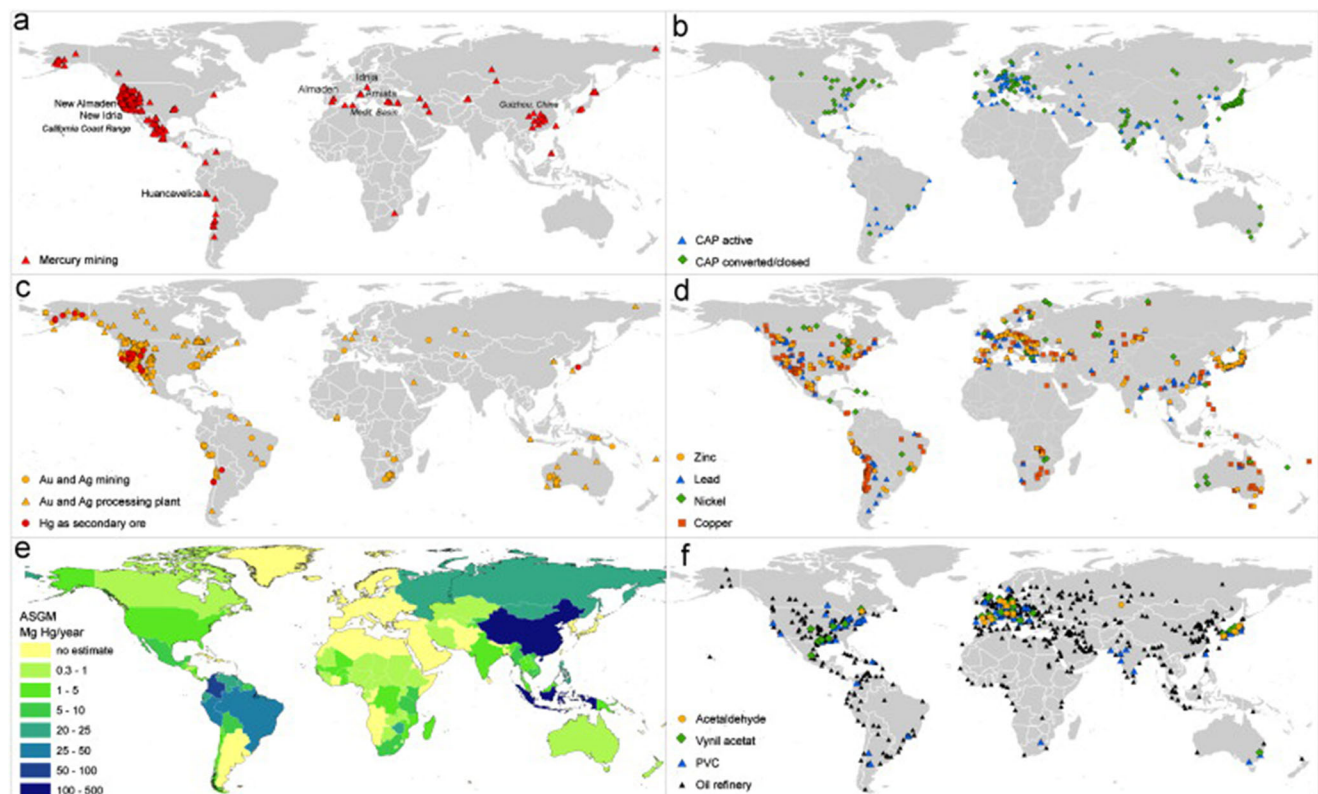 a
Idrija
Almaden
Amiata
Medit. Basin
Guizhou, China
New Almaden
New Idria
California Coast Range
Huancavelica
Mercury mining
b
CAP active
CAP converted/closed
c
Au and Ag mining
Au and Ag processing plant
Hg as secondary ore
d
Zinc
Lead
Nickel
Copper
e
ASGM
Mg Hg/year
no estimate
0.3 - 1
1 - 5
5 - 10
20 - 25
25 - 50
50 - 100
100 - 500
f
Acetaldehyde
Vynil acetat
PVC
Oil refinery